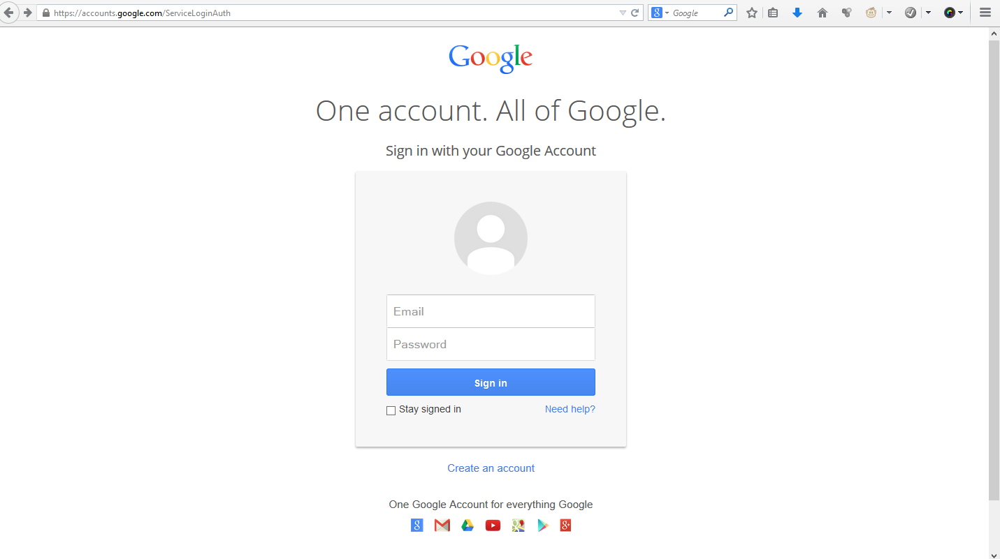 https://accounts.google.com/ServiceLoginAuth
Google
Google
One account. All of Google.
Sign in with your Google Account
Email
Password
Sign in
Stay signed in
Need help?
Create an account
One Google Account for everything Google